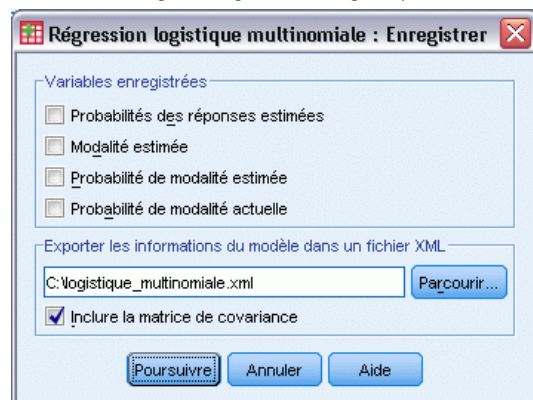 Régression logistique multinomiale : Enregistrer
Variables enregistrées
Probabilités des réponses estimées
Modalité estimée
Probabilité de modalité estimée
Probabilité de modalité actuelle
Exporter les informations du modèle dans un fichier XML
C:\logistique_multinomiale.xml
Parcourir...
Inclure la matrice de covariance
Poursuivre Annuler Aide